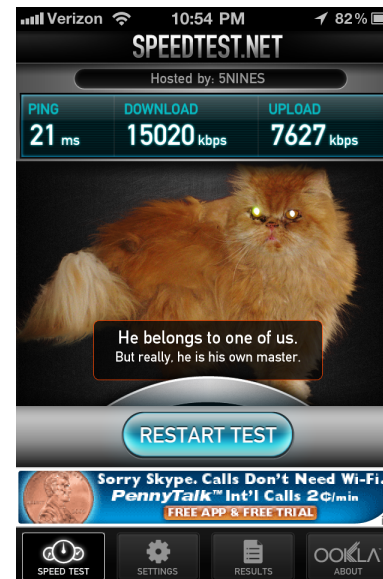 Verizon 10:54 PM 82%
SPEEDTEST.NET
Hosted by: 5NINES
PING DOWNLOAD UPLOAD
21 ms 15020 kbps 7627 kbps
He belongs to one of us.
But really, he is his own master.
RESTART TEST
Sorry Skype. Calls Don't Need Wi-Fi.
PennyTalk™ Int'l Calls 2¢/min
FREE APP & FREE TRIAL
SPEED TEST SETTINGS RESULTS OOKLA
ABOUT